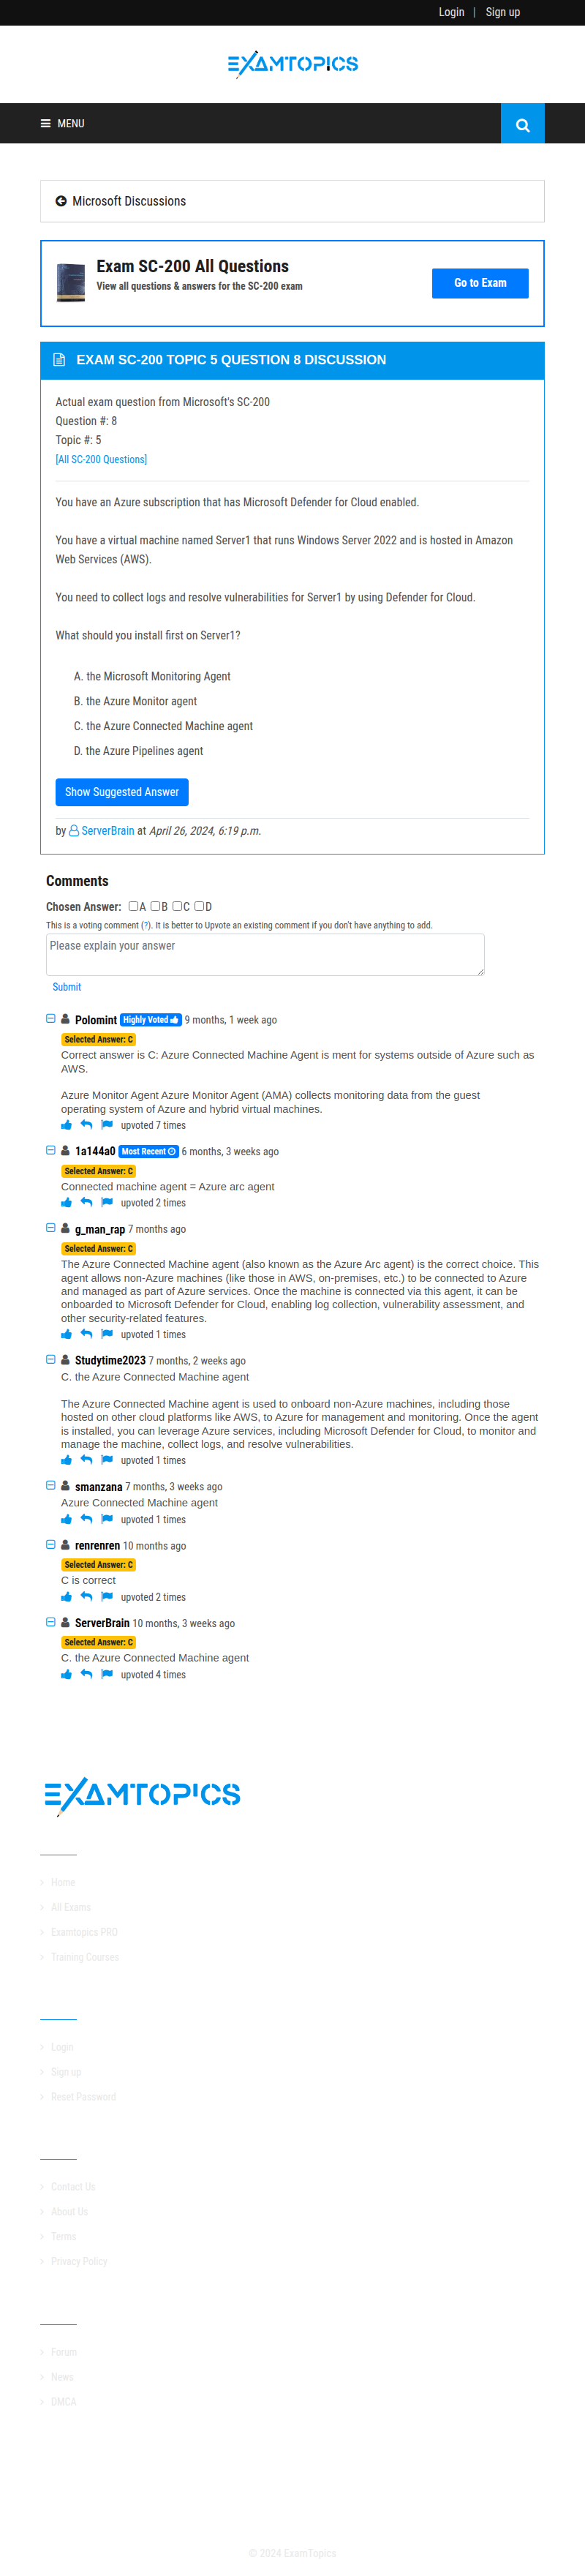 Login | Sign up
EXAMTOPICS
MENU
Microsoft Discussions
Exam SC-200 All Questions
View all questions & answers for the SC-200 exam
Go to Exam
EXAM SC-200 TOPIC 5 QUESTION 8 DISCUSSION
Actual exam question from Microsoft's SC-200
Question #: 8
Topic #: 5
[All SC-200 Questions]
You have an Azure subscription that has Microsoft Defender for Cloud enabled.
You have a virtual machine named Server1 that runs Windows Server 2022 and is hosted in Amazon
Web Services (AWS).
You need to collect logs and resolve vulnerabilities for Server1 by using Defender for Cloud.
What should you install first on Server1?
A. the Microsoft Monitoring Agent
B. the Azure Monitor agent
C. the Azure Connected Machine agent
D. the Azure Pipelines agent
Show Suggested Answer
by ServerBrain at April 26, 2024, 6:19 p.m.
Comments
Chosen Answer: A B C D
This is a voting comment (?). It is better to Upvote an existing comment if you don't have anything to add.
Please explain your answer
Submit
Polomint Highly Voted 9 months, 1 week ago
Selected Answer: C
Correct answer is C: Azure Connected Machine Agent is ment for systems outside of Azure such as
AWS.
Azure Monitor Agent Azure Monitor Agent (AMA) collects monitoring data from the guest
operating system of Azure and hybrid virtual machines.
upvoted 7 times
1a144a0 Most Recent 6 months, 3 weeks ago
Selected Answer: C
Connected machine agent = Azure arc agent
upvoted 2 times
g_man_rap 7 months ago
Selected Answer: C
The Azure Connected Machine agent (also known as the Azure Arc agent) is the correct choice. This
agent allows non-Azure machines (like those in AWS, on-premises, etc.) to be connected to Azure
and managed as part of Azure services. Once the machine is connected via this agent, it can be
onboarded to Microsoft Defender for Cloud, enabling log collection, vulnerability assessment, and
other security-related features.
upvoted 1 times
Studytime2023 7 months, 2 weeks ago
C. the Azure Connected Machine agent
The Azure Connected Machine agent is used to onboard non-Azure machines, including those
hosted on other cloud platforms like AWS, to Azure for management and monitoring. Once the agent
is installed, you can leverage Azure services, including Microsoft Defender for Cloud, to monitor and
manage the machine, collect logs, and resolve vulnerabilities.
upvoted 1 times
smanzana 7 months, 3 weeks ago
Azure Connected Machine agent
upvoted 1 times
renrenren 10 months ago
Selected Answer: C
C is correct
upvoted 2 times
ServerBrain 10 months, 3 weeks ago
Selected Answer: C
C. the Azure Connected Machine agent
upvoted 4 times
EXAMTOPICS
Home
All Exams
Examtopics PRO
Training Courses
Login
Sign up
Reset Password
Contact Us
About Us
Terms
Privacy Policy
Forum
News
DMCA
© 2024 ExamTopics